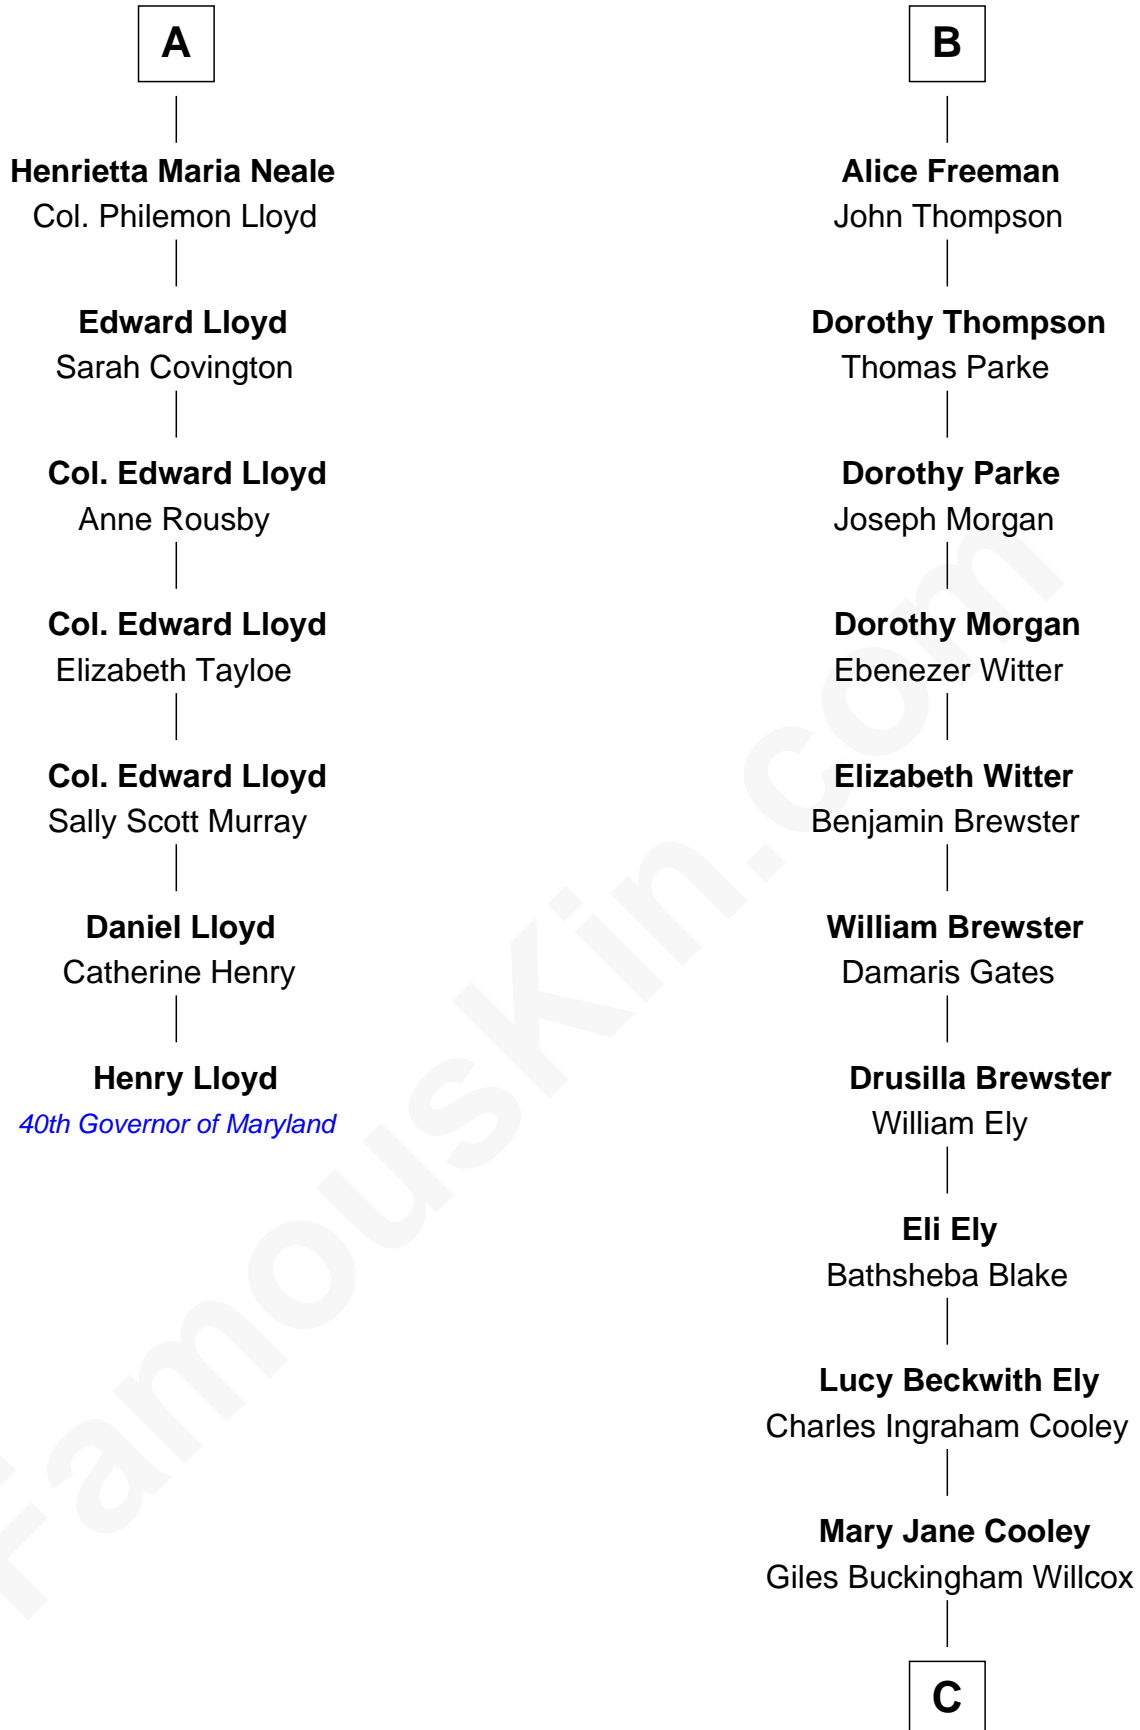 A
Henrietta Maria Neale
Col. Philemon Lloyd
Edward Lloyd
Sarah Covington
Col. Edward Lloyd
Anne Rousby
Col. Edward Lloyd
Elizabeth Tayloe
Col. Edward Lloyd
Sally Scott Murray
Daniel Lloyd
Catherine Henry
Henry Lloyd
40th Governor of Maryland
B
Alice Freeman
John Thompson
Dorothy Thompson
Thomas Parke
Dorothy Parke
Joseph Morgan
Dorothy Morgan
Ebenezer Witter
Elizabeth Witter
Benjamin Brewster
William Brewster
Damaris Gates
Drusilla Brewster
William Ely
Eli Ely
Bathsheba Blake
Lucy Beckwith Ely
Charles Ingraham Cooley
Mary Jane Cooley
Giles Buckingham Willcox
C
FamousKin.com